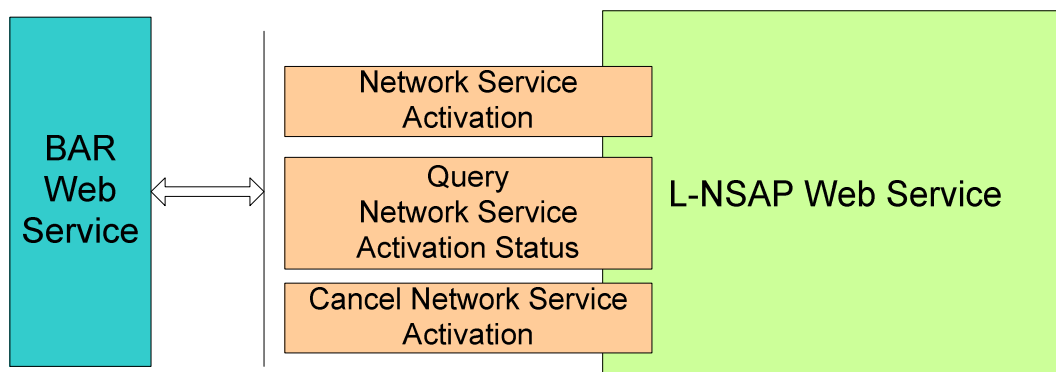 BAR
Web
Service
Network Service
Activation
Query
Network Service
Activation Status
Cancel Network Service
Activation
L-NSAP Web Service